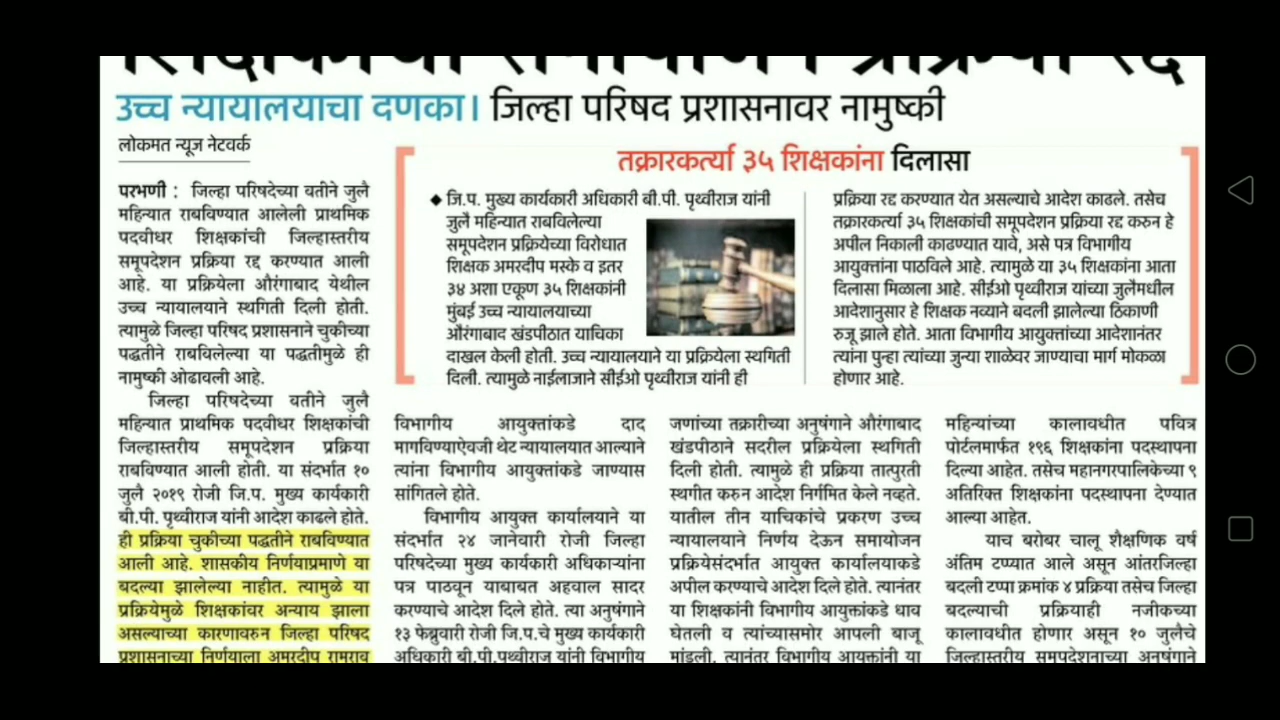 उच्च न्यायालयाचा दणका। जिल्हा परिषद प्रशासनावर नामुष्की
लोकमत न्यूज नेटवर्क
परभणी : जिल्हा परिषदेच्या वतीने जुलै
महिन्यात राबविण्यात आलेली प्राथमिक
पदवीधर शिक्षकांची जिल्हास्तरीय
समूपदेशन प्रक्रिया रद्द करण्यात आली
आहे. या प्रक्रियेला औरंगाबाद येथील
उच्च न्यायालयाने स्थगिती दिली होती.
त्यामुळे जिल्हा परिषद प्रशासनाने चुकीच्या
पद्धतीने राबविलेल्या या पद्धतीमुळे ही
नामुष्की ओढावली आहे.
जिल्हा परिषदेच्या वतीने जुलै
महिन्यात प्राथमिक पदवीधर शिक्षकांची
जिल्हास्तरीय समूपदेशन प्रक्रिया
राबविण्यात आली होती. या संदर्भात १०
जुलै २०१९ रोजी जि.प. मुख्य कार्यकारी
बी.पी. पृथ्वीराज यांनी आदेश काढले होते.
ही प्रक्रिया चुकीच्या पद्धतीने राबविण्यात
आली आहे. शासकीय निर्णयाप्रमाणे या
बदल्या झालेल्या नाहीत. त्यामुळे या
प्रक्रियेमुळे शिक्षकांवर अन्याय झाला
असल्याच्या कारणावरुन जिल्हा परिषद
प्रशासनाच्या निर्णयाला अमरदीप रामराव
तक्रारकर्त्या ३५ शिक्षकांना दिलासा
◆ जि.प. मुख्य कार्यकारी अधिकारी बी.पी. पृथ्वीराज यांनी
जुलै महिन्यात राबविलेल्या
समूपदेशन प्रक्रियेच्या विरोधात
शिक्षक अमरदीप मस्के व इतर
३४ अशा एकूण ३५ शिक्षकांनी
मुंबई उच्च न्यायालयाच्या
औरंगाबाद खंडपीठात याचिका
दाखल केली होती. उच्च न्यायालयाने या प्रक्रियेला स्थगिती
दिली. त्यामुळे नाईलाजाने सीईओ पृथ्वीराज यांनी ही
प्रक्रिया रद्द करण्यात येत असल्याचे आदेश काढले. तसेच
तक्रारकर्त्या ३५ शिक्षकांची समूपदेशन प्रक्रिया रद्द करुन हे
अपील निकाली काढण्यात यावे, असे पत्र विभागीय
आयुक्तांना पाठविले आहे. त्यामुळे या ३५ शिक्षकांना आता
दिलासा मिळाला आहे. सीईओ पृथ्वीराज यांच्या जुलैमधील
आदेशानुसार हे शिक्षक नव्याने बदली झालेल्या ठिकाणी
रुजू झाले होते. आता विभागीय आयुक्तांच्या आदेशानंतर
त्यांना पुन्हा त्यांच्या जुन्या शाळेवर जाण्याचा मार्ग मोकळा
होणार आहे.
विभागीय आयुक्तांकडे दाद
मागविण्याऐवजी थेट न्यायालयात आल्याने
त्यांना विभागीय आयुक्तांकडे जाण्यास
सांगितले होते.
विभागीय आयुक्त कार्यालयाने या
संदर्भात २४ जानेवारी रोजी जिल्हा
परिषदेच्या मुख्य कार्यकारी अधिकाऱ्यांना
पत्र पाठवून याबाबत अहवाल सादर
करण्याचे आदेश दिले होते. त्या अनुषंगाने
१३ फेब्रुवारी रोजी जि.प.चे मुख्य कार्यकारी
अधिकारी बी.पी.पृथ्वीराज यांनी विभागीय
जणांच्या तक्रारीच्या अनुषंगाने औरंगाबाद
खंडपीठाने सदरील प्रक्रियेला स्थगिती
दिली होती. त्यामुळे ही प्रक्रिया तात्पुरती
स्थगीत करुन आदेश निर्गमित केले नव्हते.
यातील तीन याचिकांचे प्रकरण उच्च
न्यायालयाने निर्णय देऊन समायोजन
प्रक्रियेसंदर्भात आयुक्त कार्यालयाकडे
अपील करण्याचे आदेश दिले होते. त्यानंतर
या शिक्षकांनी विभागीय आयुक्तांकडे धाव
घेतली व त्यांच्यासमोर आपली बाजू
मांडली. त्यानंतर विभागीय आयुक्तांनी या
महिन्यांच्या कालावधीत पवित्र
पोर्टलमार्फत १९६ शिक्षकांना पदस्थापना
दिल्या आहेत. तसेच महानगरपालिकेच्या ९
अतिरिक्त शिक्षकांना पदस्थापना देण्यात
आल्या आहेत.
याच बरोबर चालू शैक्षणिक वर्ष
अंतिम टप्प्यात आले असून आंतरजिल्हा
बदली टप्पा क्रमांक ४ प्रक्रिया तसेच जिल्हा
बदल्याची प्रक्रियाही नजीकच्या
कालावधीत होणार असून १० जुलैचे
जिल्हास्तरीय समुपदेशनाच्या अनुषंगाने